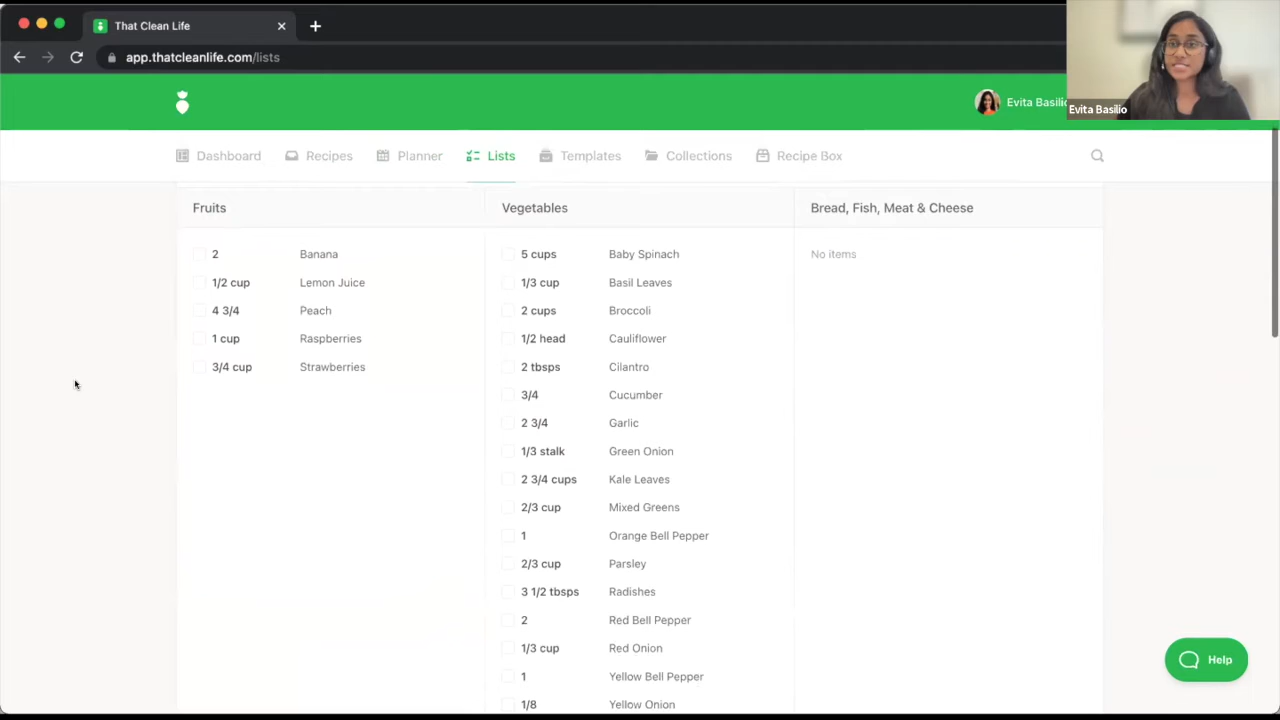 That Clean Life
app.thatcleanlife.com/lists
Evita Basilio
Evita Basilio
Dashboard Recipes Planner Lists Templates Collections Recipe Box
Fruits
2 Banana
1/2 cup Lemon Juice
4 3/4 Peach
1 cup Raspberries
3/4 cup Strawberries
Vegetables
5 cups Baby Spinach
1/3 cup Basil Leaves
2 cups Broccoli
1/2 head Cauliflower
2 tbsps Cilantro
3/4 Cucumber
2 3/4 Garlic
1/3 stalk Green Onion
2 3/4 cups Kale Leaves
2/3 cup Mixed Greens
1 Orange Bell Pepper
2/3 cup Parsley
3 1/2 tbsps Radishes
2 Red Bell Pepper
1/3 cup Red Onion
1 Yellow Bell Pepper
1/8 Yellow Onion
Bread, Fish, Meat & Cheese
No items
Help